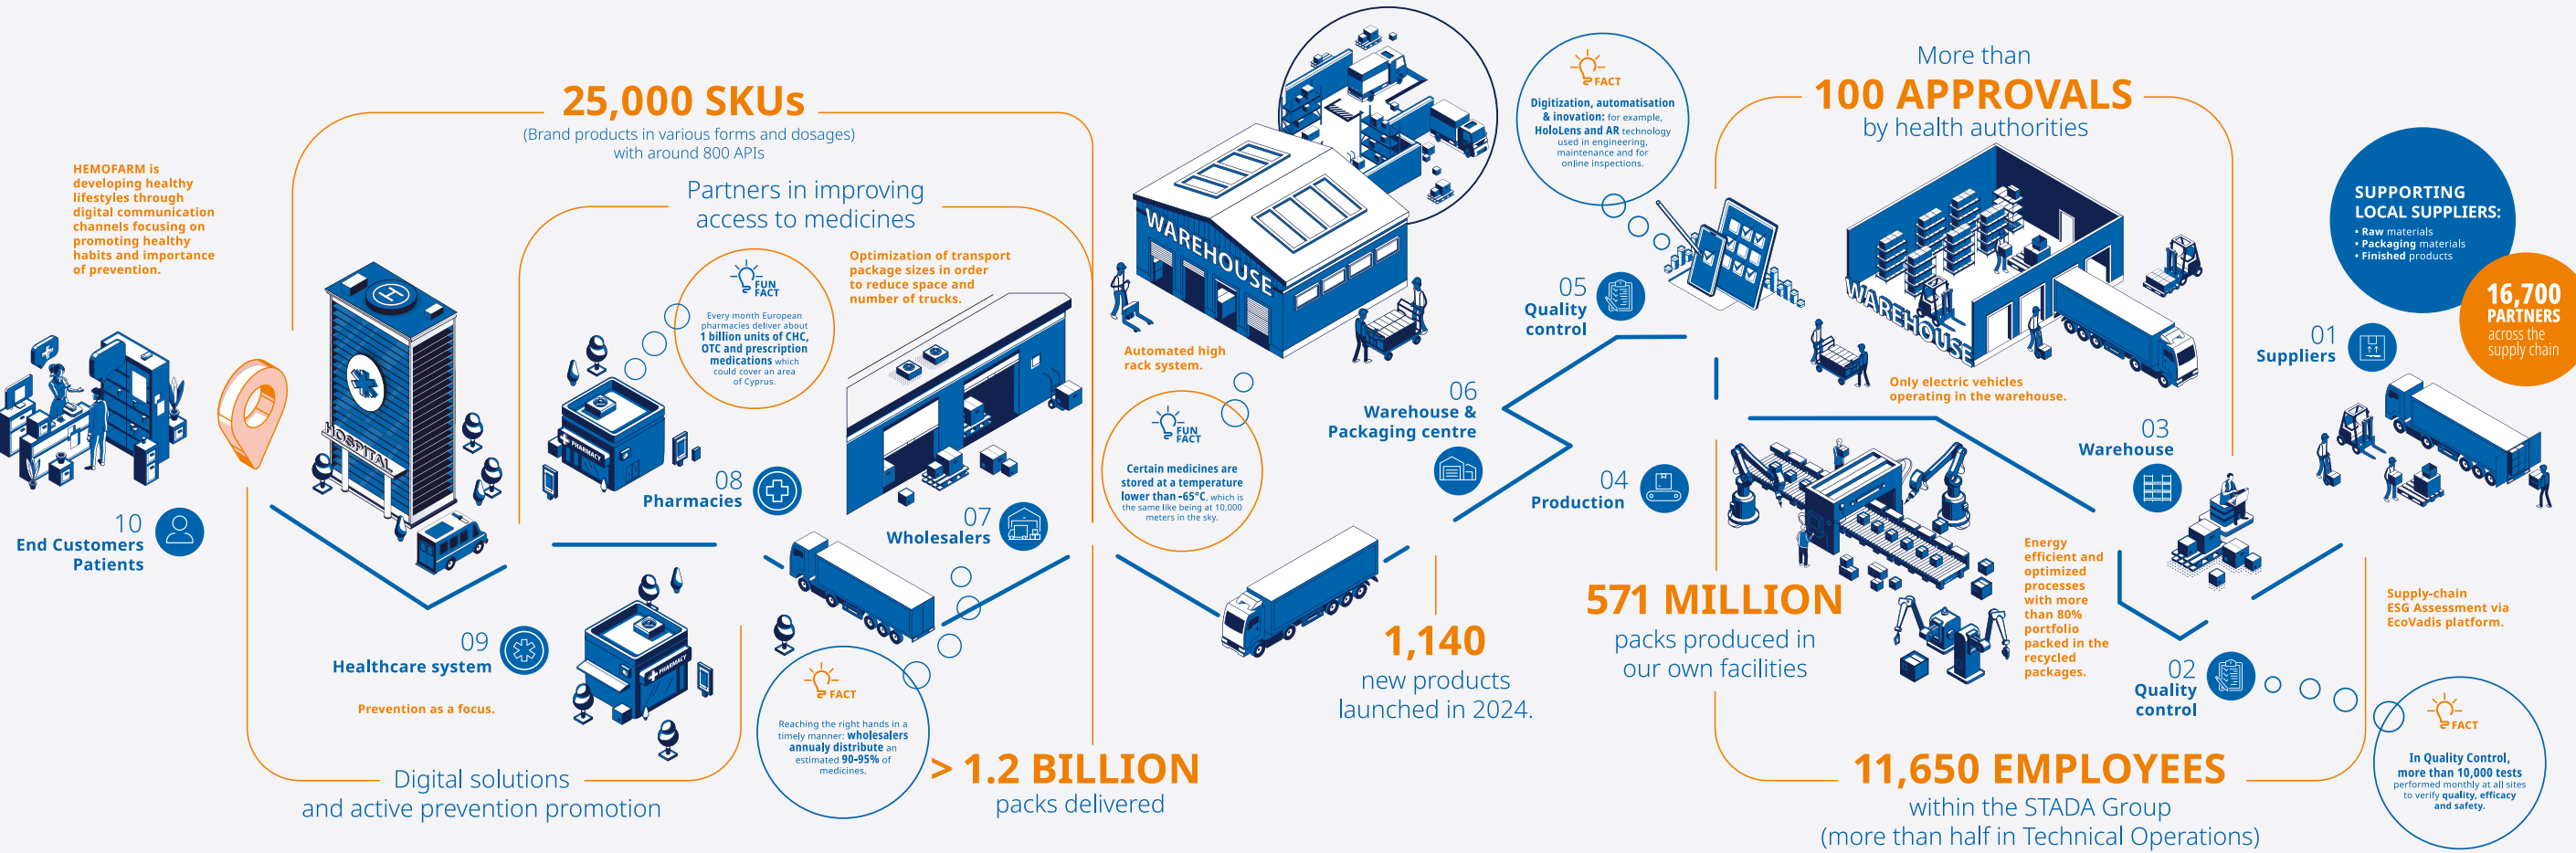 HEMOFARM is
developing healthy
lifestyles through
digital communication
channels focusing on
promoting healthy
habits and importance
of prevention.
10
End Customers
Patients
25,000 SKUs
(Brand products in various forms and dosages)
with around 800 APIs
HOSPITAL
09
Healthcare system
Prevention as a focus.
Digital solutions
and active prevention promotion
Partners in improving
access to medicines
FUN
FACT
Every month European
pharmacies deliver about
1 billion units of CHC,
OTC and prescription
medications which
could cover an area
of Cyprus.
Optimization of transport
package sizes in order
to reduce space and
number of trucks.
PHARMACY
08
Pharmacies
PHARMACY
07
Wholesalers
FACT
Reaching the right hands in a
timely manner: wholesalers
annualy distribute an
estimated 90-95% of
medicines.
> 1.2 BILLION
packs delivered
WAREHOUSE
Automated high
rack system.
FUN
FACT
Certain medicines are
stored at a temperature
lower than -65°C, which is
the same like being at 10,000
meters in the sky.
06
Warehouse &
Packaging centre
1,140
new products
launched in 2024.
FACT
Digitization, automatisation
& inovation: for example,
HoloLens and AR technology
used in engineering,
maintenance and for
online inspections.
05
Quality
control
04
Production
571 MILLION
packs produced in
our own facilities
More than
100 APPROVALS
by health authorities
WAREHOUSE
Only electric vehicles
operating in the warehouse.
03
Warehouse
Energy
efficient and
optimized
processes
with more
than 80%
portfolio
packed in the
recycled
packages.
02
Quality
control
11,650 EMPLOYEES
within the STADA Group
(more than half in Technical Operations)
SUPPORTING
LOCAL SUPPLIERS:
• Raw materials
• Packaging materials
• Finished products
16,700
PARTNERS
across the
supply chain
01
Suppliers
Supply-chain
ESG Assessment via
EcoVadis platform.
FACT
In Quality Control,
more than 10,000 tests
performed monthly at all sites
to verify quality, efficacy
and safety.